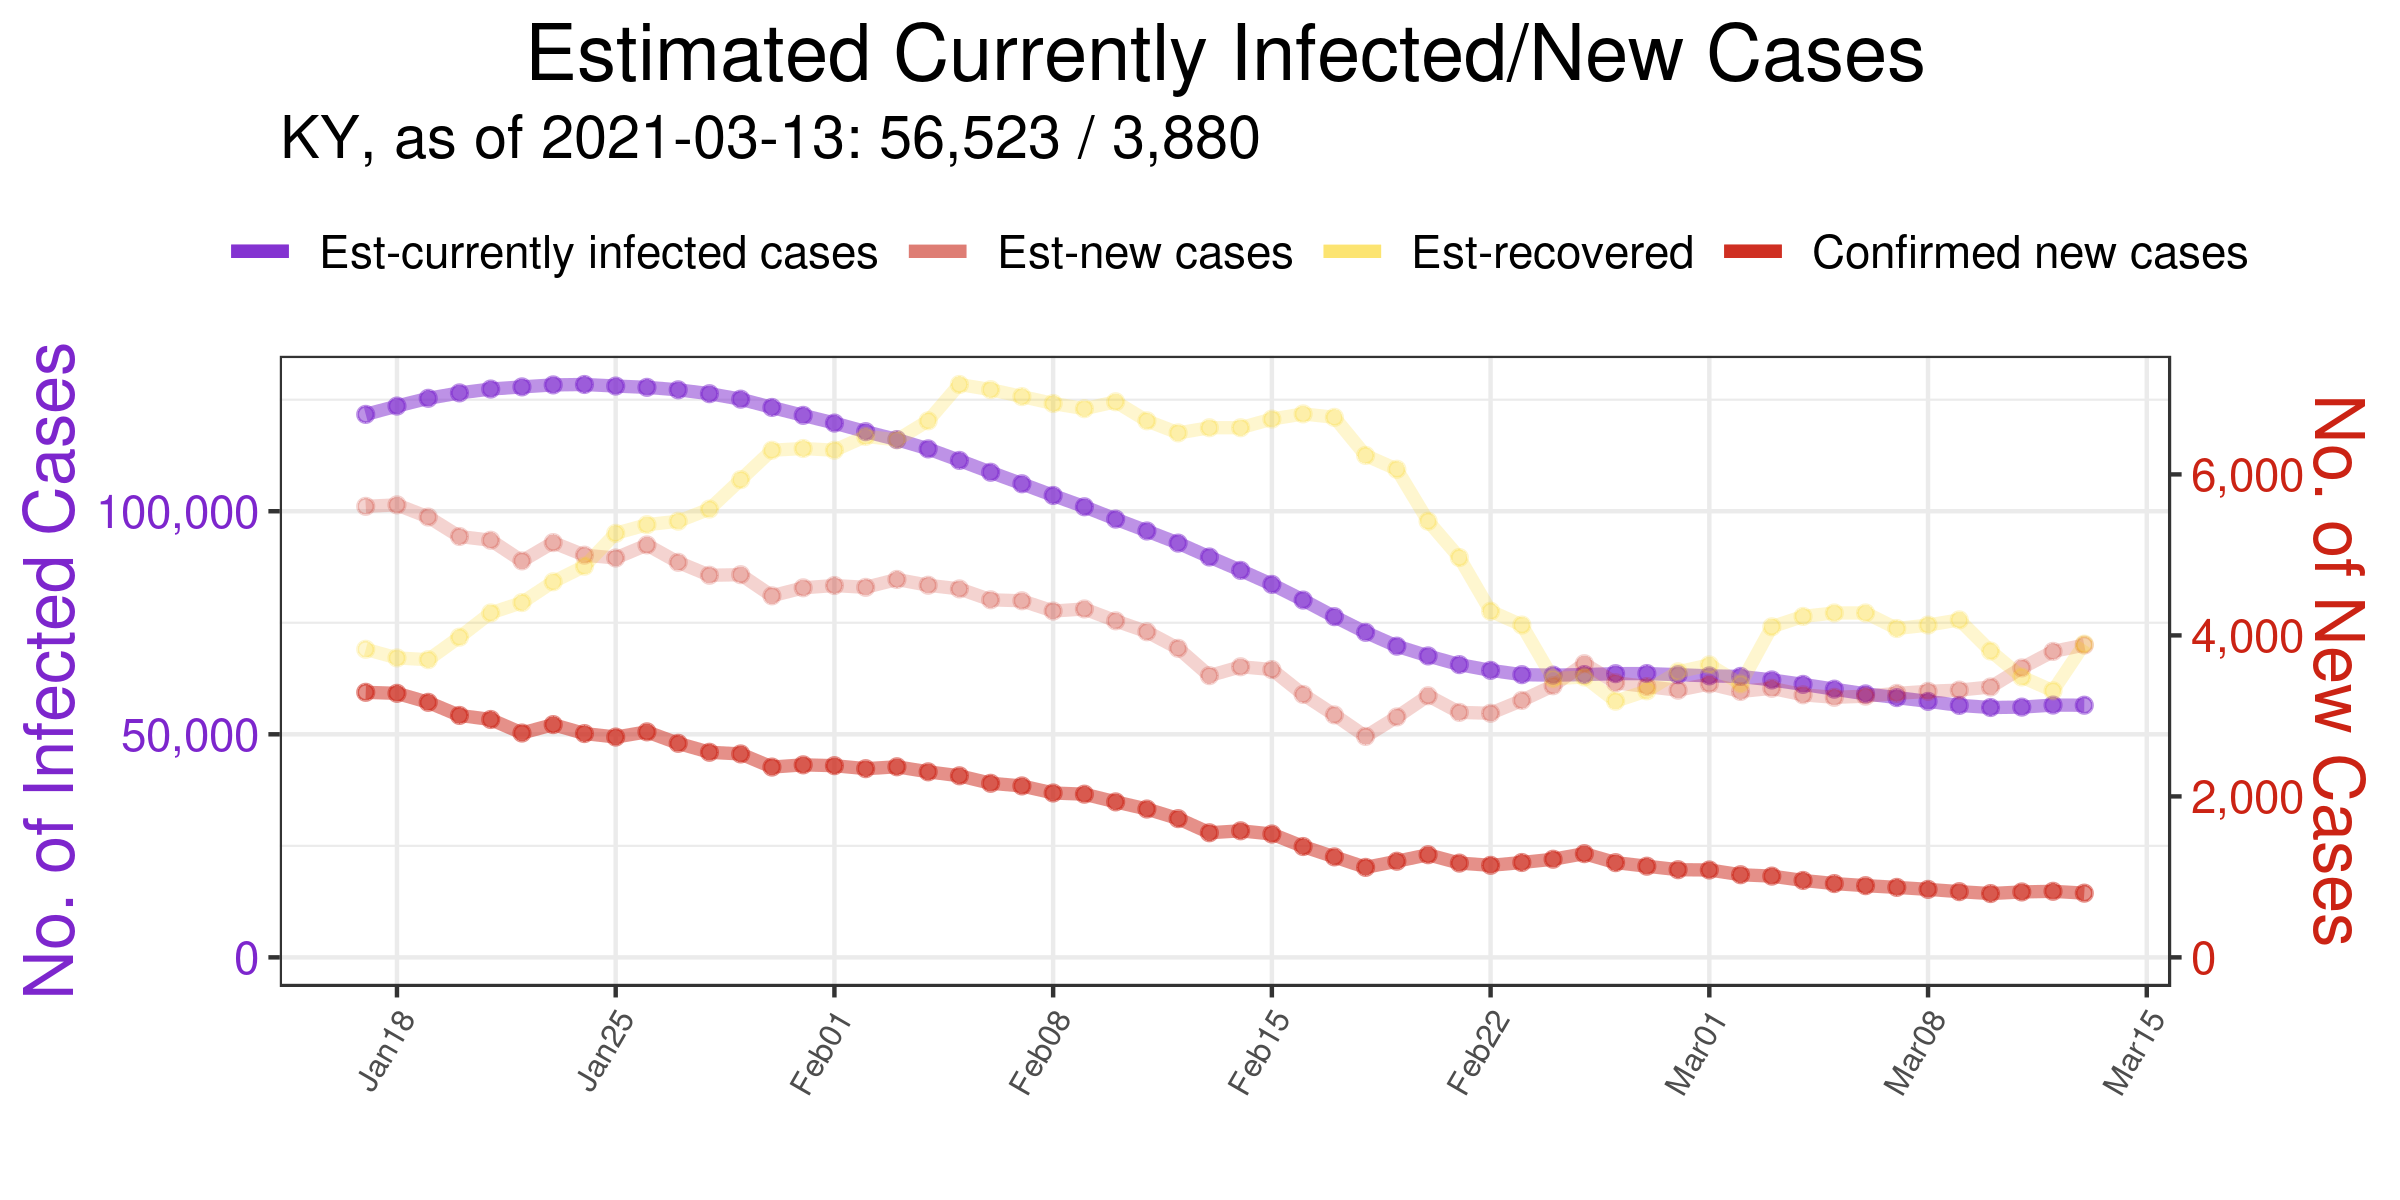 Estimated Currently Infected/New Cases
KY, as of 2021-03-13: 56,523 / 3,880
Est-currently infected cases Est-new cases Est-recovered Confirmed new cases
No. of Infected Cases
100,000
50,000
0
6,000
4,000
2,000
0
No. of New Cases
Jan18 Jan25 Feb01 Feb08 Feb15 Feb22 Mar01 Mar08 Mar15